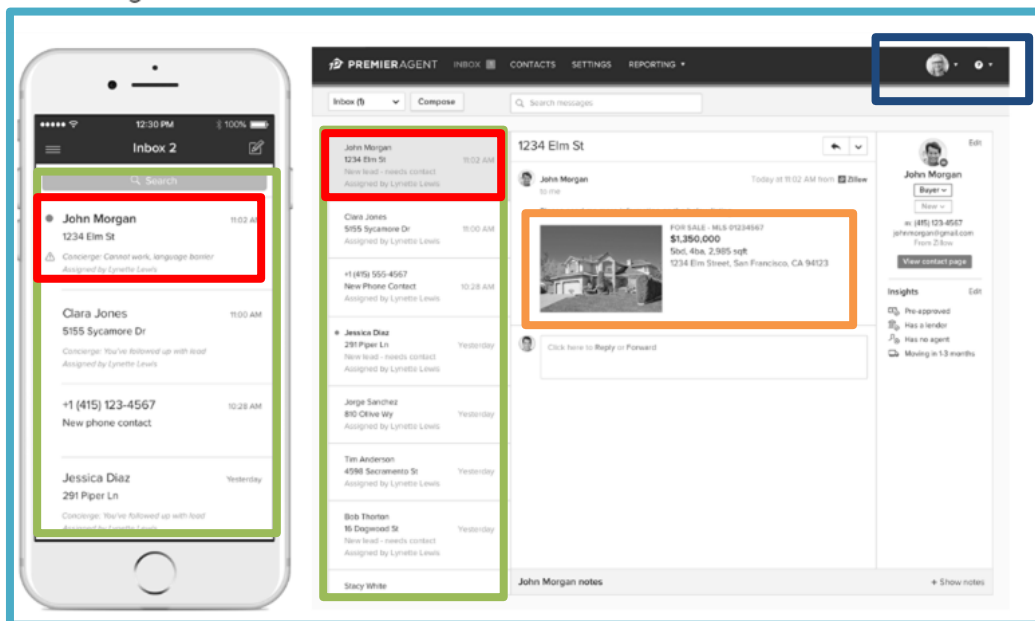 12:30 PM
100%
Inbox 2
Search
John Morgan
11:02 AM
1234 Elm St
Concierge: Cannot work, language barrier
Assigned by Lynette Lewis
Clara Jones
11:00 AM
5155 Sycamore Dr
Concierge: You've followed up with lead
Assigned by Lynette Lewis
+1 (415) 123-4567
10:28 AM
New phone contact
Jessica Diaz
Yesterday
291 Piper Ln
Concierge: You've followed up with lead
Assigned by Lynette Lewis
PREMIERAGENT INBOX CONTACTS SETTINGS REPORTING
Inbox (1) Compose
Search messages
John Morgan
1234 Elm St
11:02 AM
New lead - needs contact
Assigned by Lynette Lewis
Clara Jones
5155 Sycamore Dr
11:00 AM
Assigned by Lynette Lewis
+1 (415) 555-4567
New Phone Contact
10:28 AM
Assigned by Lynette Lewis
Jessica Diaz
291 Piper Ln
Yesterday
New lead - needs contact
Assigned by Lynette Lewis
Jorge Sanchez
810 Olive Wy
Yesterday
Assigned by Lynette Lewis
Tim Anderson
4598 Sacramento St
Yesterday
Assigned by Lynette Lewis
Bob Thorton
16 Dogwood St
Yesterday
New lead - needs contact
Assigned by Lynette Lewis
Stacy White
1234 Elm St
John Morgan
Today at 11:02 AM from Zillow
to me
FOR SALE - MLS 01234567
$1,350,000
5bd, 4ba, 2,985 sqft
1234 Elm Street, San Francisco, CA 94123
Click here to Reply or Forward
John Morgan notes
+ Show notes
Edit
John Morgan
Buyer
New
m: (415) 123-4567
johnmorgan@gmail.com
From Zillow
View contact page
Insights Edit
Pre-approved
Has a lendor
Has no agent
Moving in 1-3 months